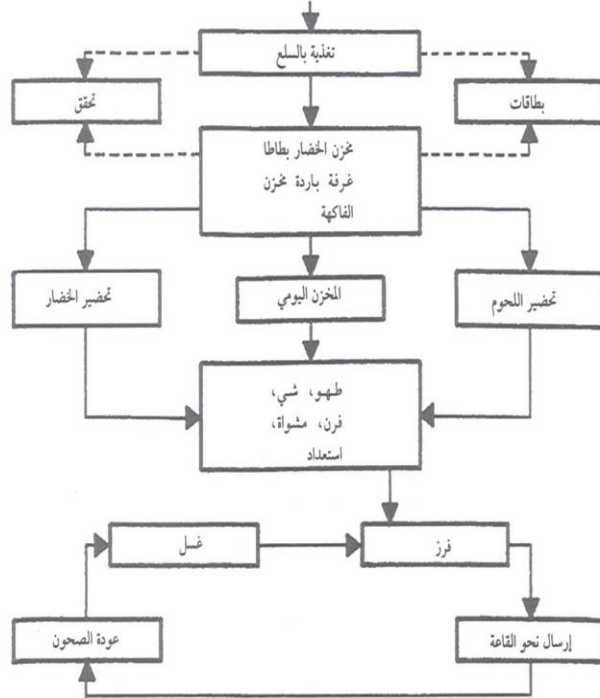 تغذية بالسلع
بطاقات
تحقق
مخزن الخضار بطاطا
غرفة باردة مخزن
الفاكهة
تحضير اللحوم
المخزن اليومي
تحضير الخضار
طهو، شي،
فرن، مشواة،
استعداد
غسل
فرز
إرسال نحو القاعة
عودة الصحون